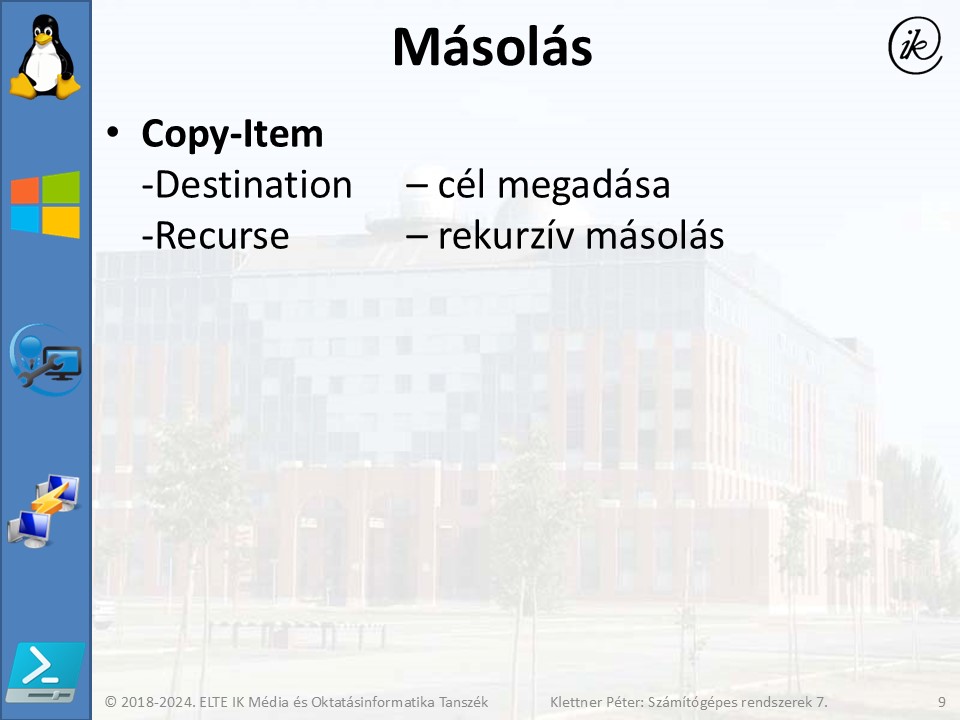 Másolás
ik
• Copy-Item
-Destination – cél megadása
-Recurse – rekurzív másolás
© 2018-2024. ELTE IK Média és Oktatásinformatika Tanszék Klettner Péter: Számítógépes rendszerek 7. 9